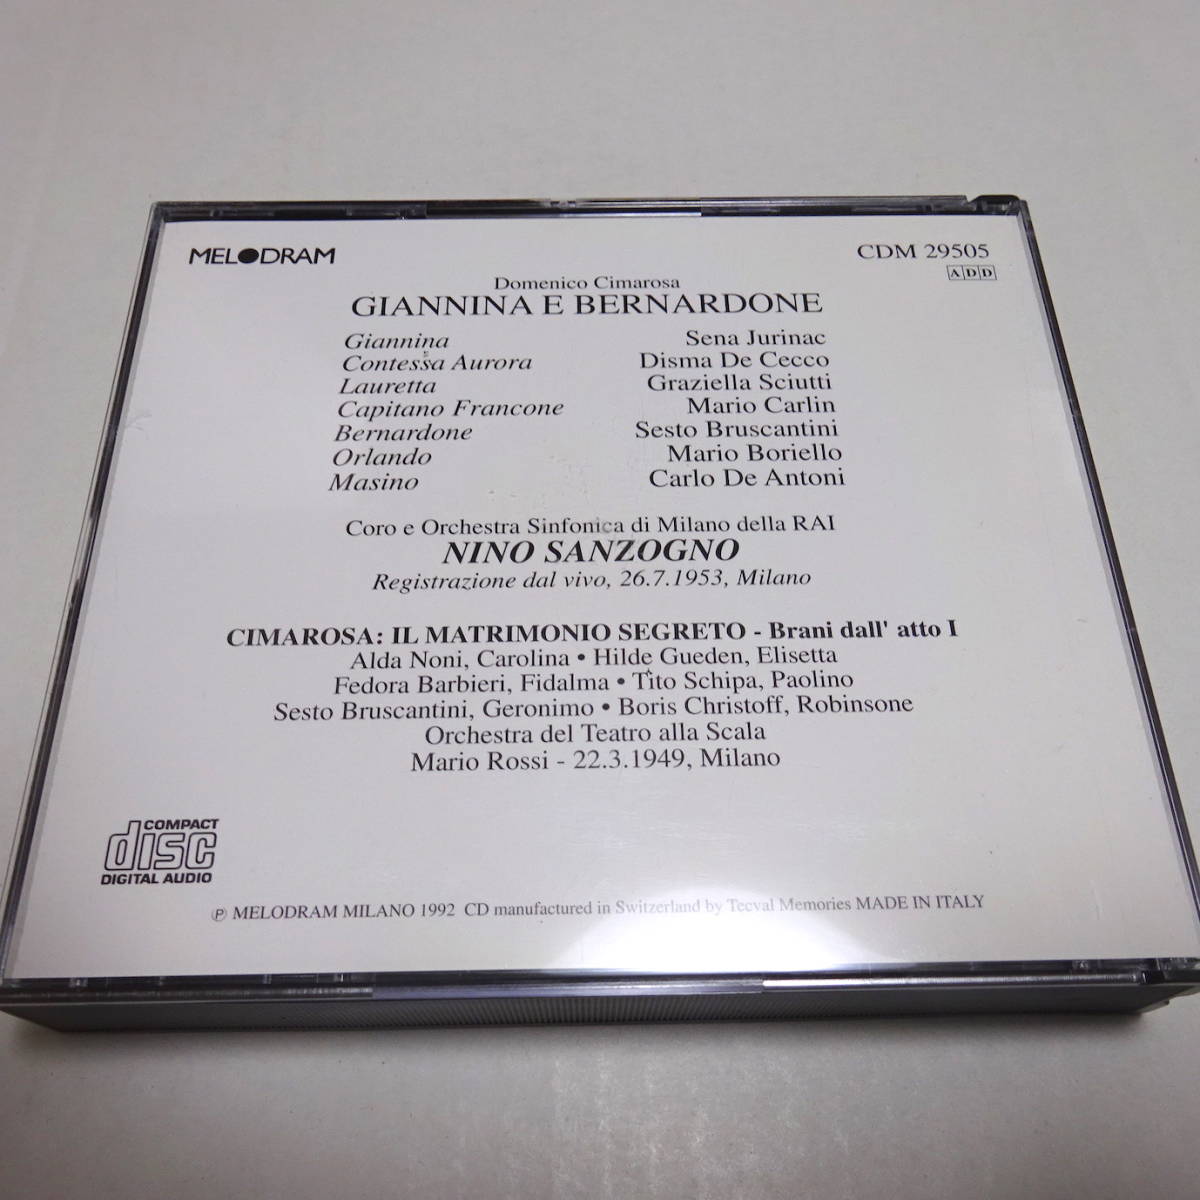 MELODRAM
CDM 29505
ADD
Domenico Cimarosa
GIANNINA E BERNARDONE
Giannina Sena Jurinac
Contessa Aurora Disma De Cecco
Lauretta Graziella Sciutti
Capitano Francone Mario Carlin
Bernardone Sesto Bruscantini
Orlando Mario Boriello
Masino Carlo De Antoni
Coro e Orchestra Sinfonica di Milano della RAI
NINO SANZOGNO
Registrazione dal vivo, 26.7.1953, Milano
CIMAROSA: IL MATRIMONIO SEGRETO - Brani dall' atto I
Alda Noni, Carolina • Hilde Gueden, Elisetta
Fedora Barbieri, Fidalma • Tito Schipa, Paolino
Sesto Bruscantini, Geronimo • Boris Christoff, Robinsone
Orchestra del Teatro alla Scala
Mario Rossi - 22.3.1949, Milano
COMPACT
disc
DIGITAL AUDIO
℗ MELODRAM MILANO 1992 CD manufactured in Switzerland by Tecval Memories MADE IN ITALY